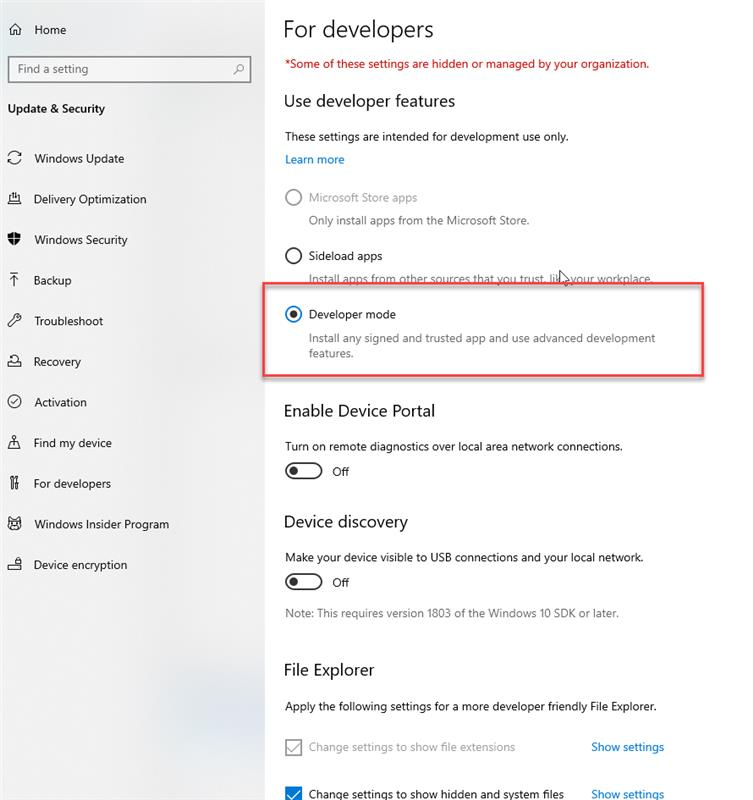 Home
Find a setting
Update & Security
Windows Update
Delivery Optimization
Windows Security
Backup
Troubleshoot
Recovery
Activation
Find my device
For developers
Windows Insider Program
Device encryption
For developers
*Some of these settings are hidden or managed by your organization.
Use developer features
These settings are intended for development use only.
Learn more
Microsoft Store apps
Only install apps from the Microsoft Store.
Sideload apps
Install apps from other sources that you trust, like your workplace.
Developer mode
Install any signed and trusted app and use advanced development
features.
Enable Device Portal
Turn on remote diagnostics over local area network connections.
Off
Device discovery
Make your device visible to USB connections and your local network.
Off
Note: This requires version 1803 of the Windows 10 SDK or later.
File Explorer
Apply the following settings for a more developer friendly File Explorer.
Change settings to show file extensions Show settings
Change settings to show hidden and system files Show settings